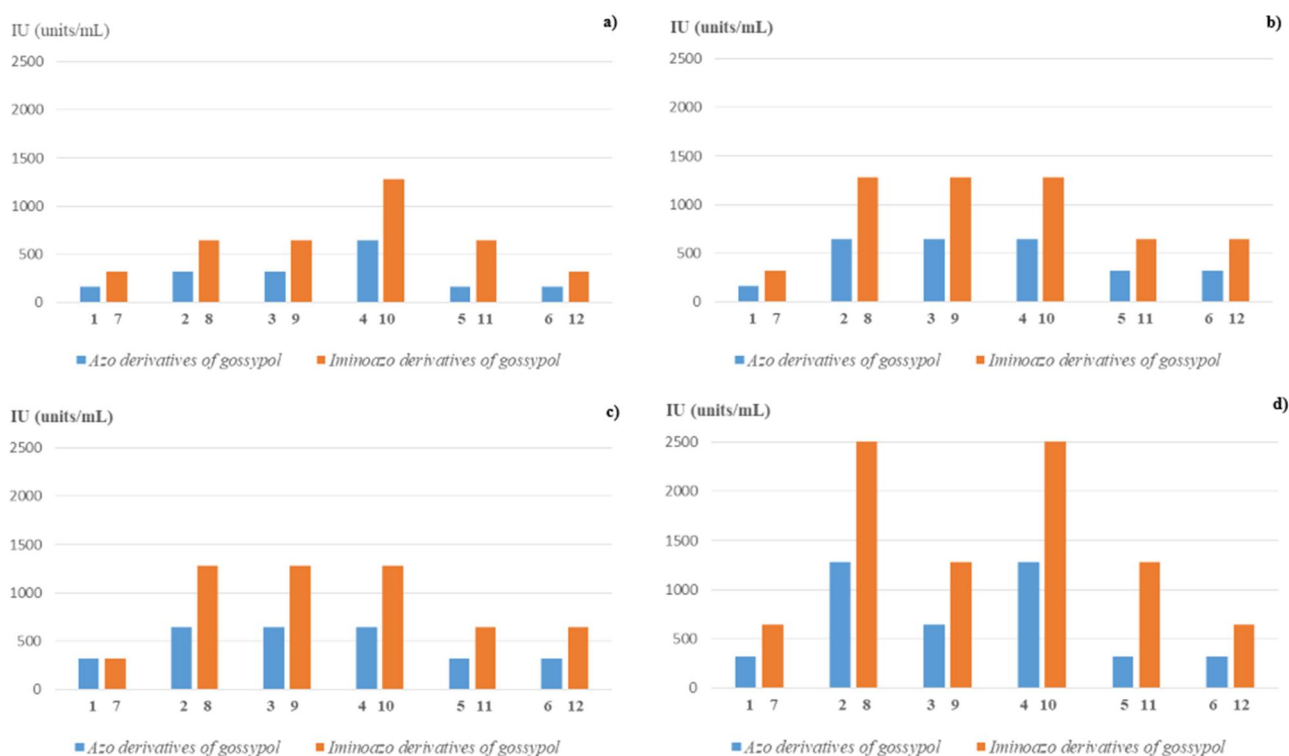 IU (units/mL)
a)
2500
2000
1500
1000
500
0
1 7 2 8 3 9 4 10 5 11 6 12
Azo derivatives of gossypol Iminoazo derivatives of gossypol
IU (units/mL)
b)
2500
2000
1500
1000
500
0
1 7 2 8 3 9 4 10 5 11 6 12
Azo derivatives of gossypol Iminoazo derivatives of gossypol
IU (units/mL)
c)
2500
2000
1500
1000
500
0
1 7 2 8 3 9 4 10 5 11 6 12
Azo derivatives of gossypol Iminoazo derivatives of gossypol
IU (units/mL)
d)
2500
2000
1500
1000
500
0
1 7 2 8 3 9 4 10 5 11 6 12
Azo derivatives of gossypol Iminoazo derivatives of gossypol